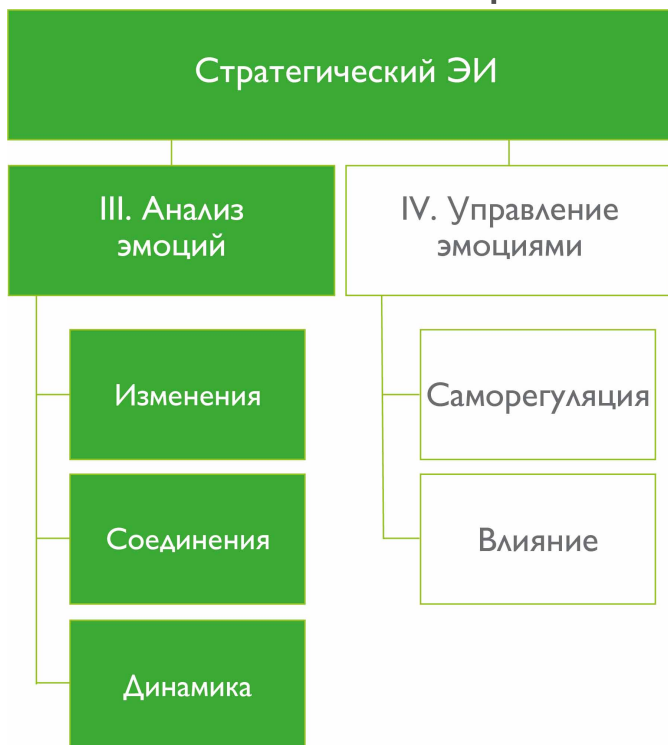 Стратегический ЭИ
III. Анализ
эмоций
IV. Управление
эмоциями
Изменения
Саморегуляция
Соединения
Влияние
Динамика